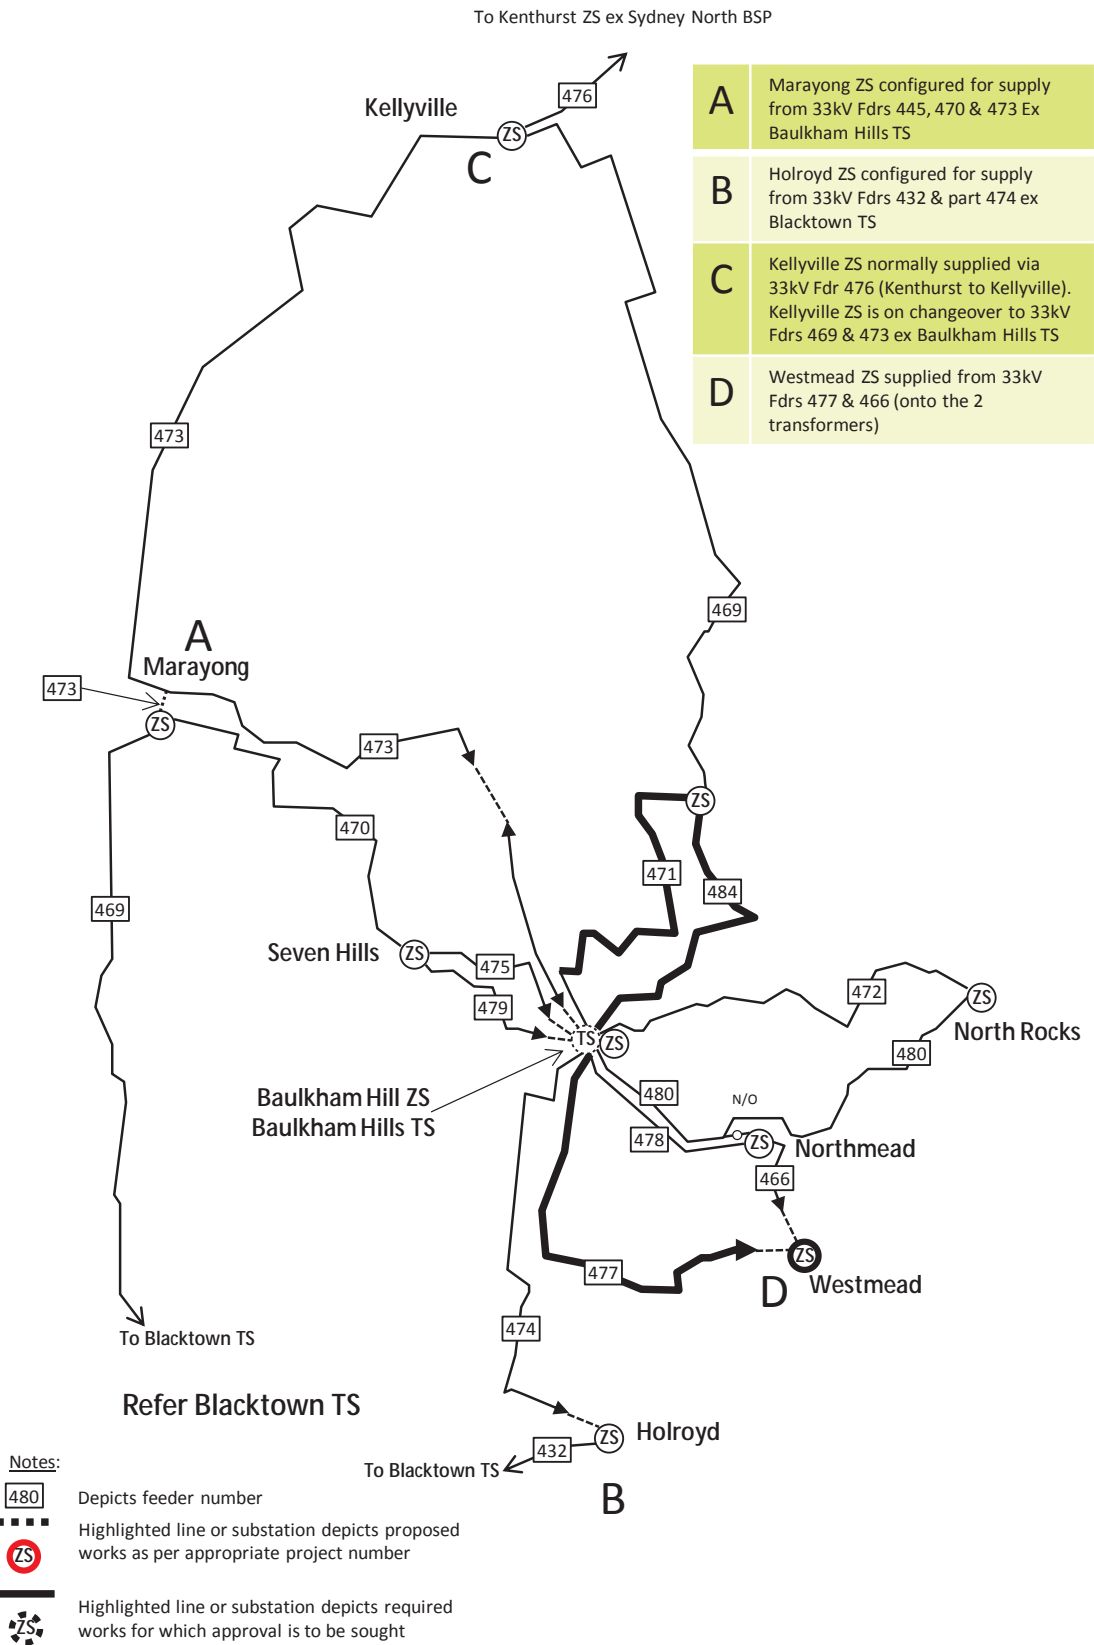 To Kenthurst ZS ex Sydney North BSP
476
Kellyville
ZS
C
A
Marayong ZS configured for supply
from 33kV Fdrs 445, 470 & 473 Ex
Baulkham Hills TS
B
Holroyd ZS configured for supply
from 33kV Fdrs 432 & part 474 ex
Blacktown TS
C
Kellyville ZS normally supplied via
33kV Fdr 476 (Kenthurst to Kellyville).
Kellyville ZS is on changeover to 33kV
Fdrs 469 & 473 ex Baulkham Hills TS
D
Westmead ZS supplied from 33kV
Fdrs 477 & 466 (onto the 2
transformers)
473
469
A
Marayong
473
ZS
473
ZS
470
471
484
469
Seven Hills
ZS
475
479
472
ZS
North Rocks
TS
ZS
480
Baulkham Hill ZS
Baulkham Hills TS
480
N/O
478
ZS
Northmead
466
ZS
477
D
Westmead
474
To Blacktown TS
Refer Blacktown TS
ZS
Holroyd
432
To Blacktown TS
B
Notes:
480
Depicts feeder number
Highlighted line or substation depicts proposed
works as per appropriate project number
ZS
Highlighted line or substation depicts required
works for which approval is to be sought
ZS